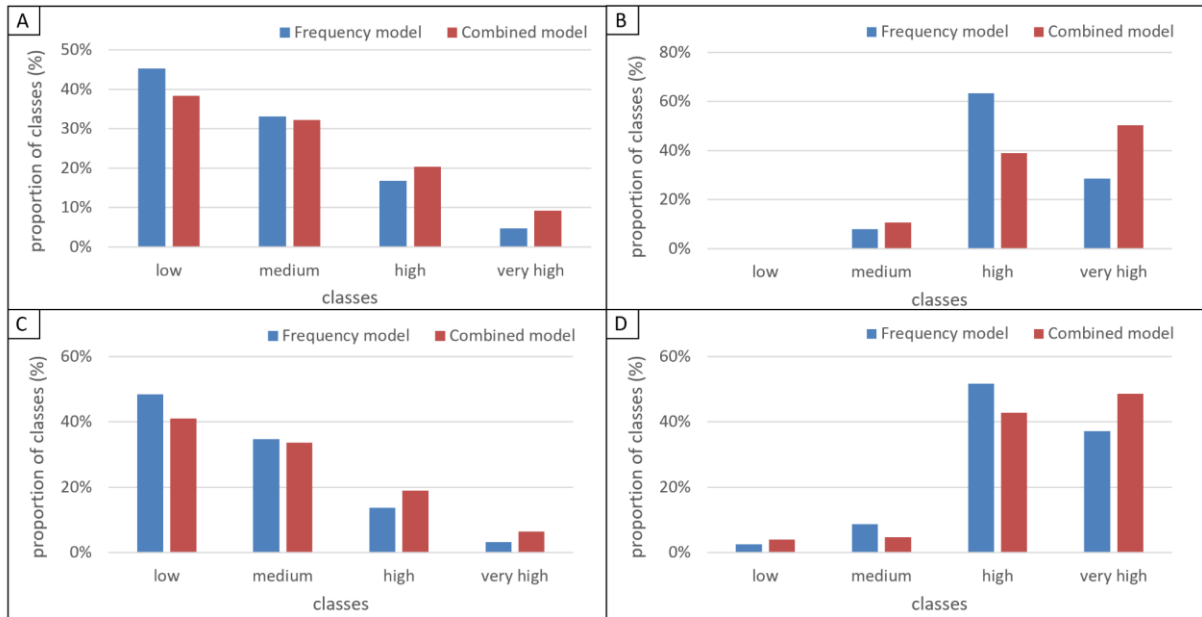 A
Frequency model Combined model
proportion of classes (%)
50%
40%
30%
20%
10%
0%
low medium high very high
classes
B
Frequency model Combined model
proportion of classes (%)
80%
60%
40%
20%
0%
low medium high very high
classes
C
Frequency model Combined model
proportion of classes (%)
60%
40%
20%
0%
low medium high very high
classes
D
Frequency model Combined model
proportion of classes (%)
60%
40%
20%
0%
low medium high very high
classes